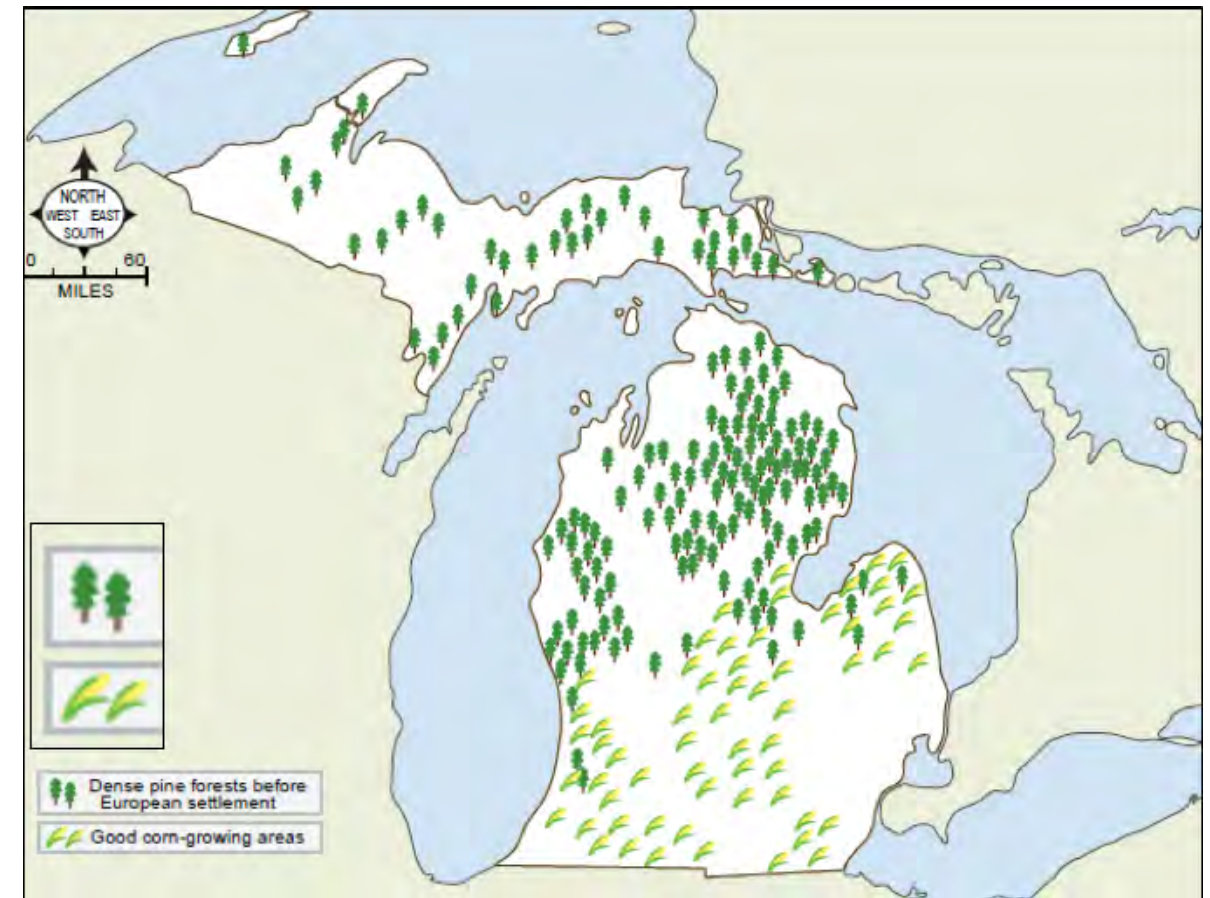 NORTH
WEST EAST
SOUTH
0 60
MILES
Dense pine forests before
European settlement
Good corn-growing areas